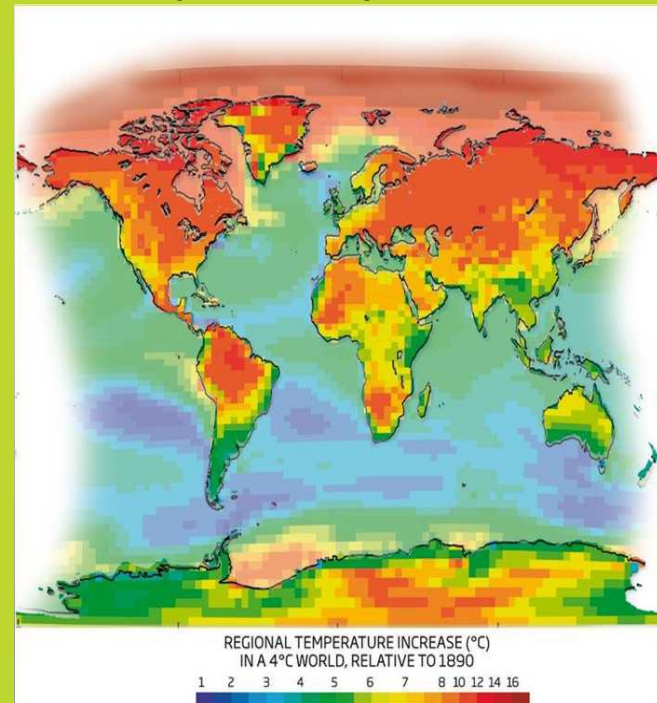 REGIONAL TEMPERATURE INCREASE (°C)
IN A 4°C WORLD, RELATIVE TO 1890
1 2 3 4 5 6 7 8 10 12 14 16